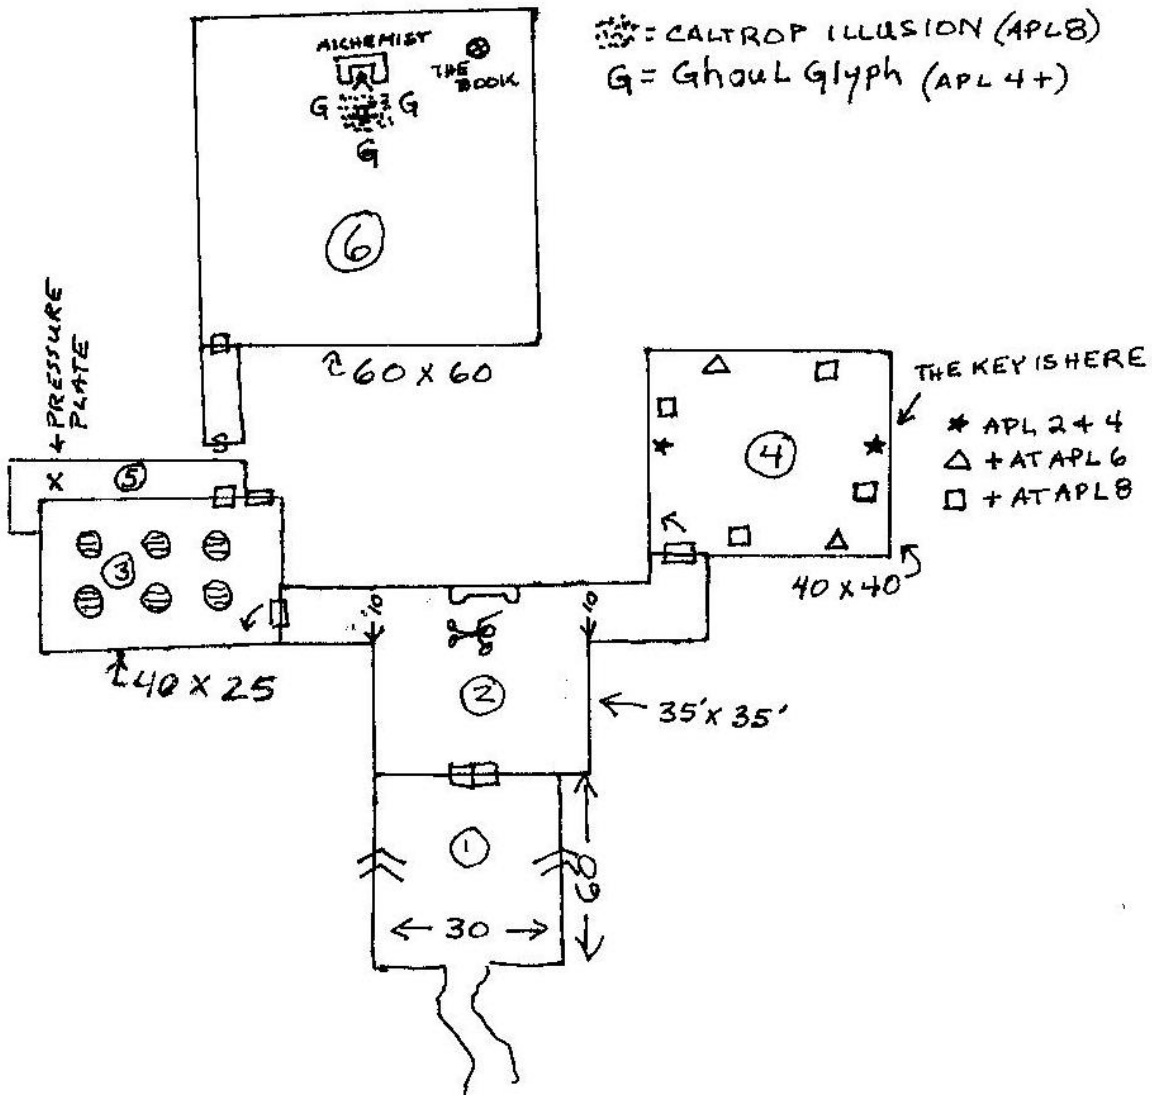 = CALTROP ILLUSION (APL8)
G = Ghoul Glyph (APL 4+)
AlCHEMIST
THE
BOOK
G
G
G
6
60 x 60
PRESSURE
PLATE
S
X
5
3
40 x 25
4
THE KEY IS HERE
* APL 2+4
△ + AT APL 6
□ + AT APL 8
40 x 40
10
10
2
35'x 35'
1
60
30